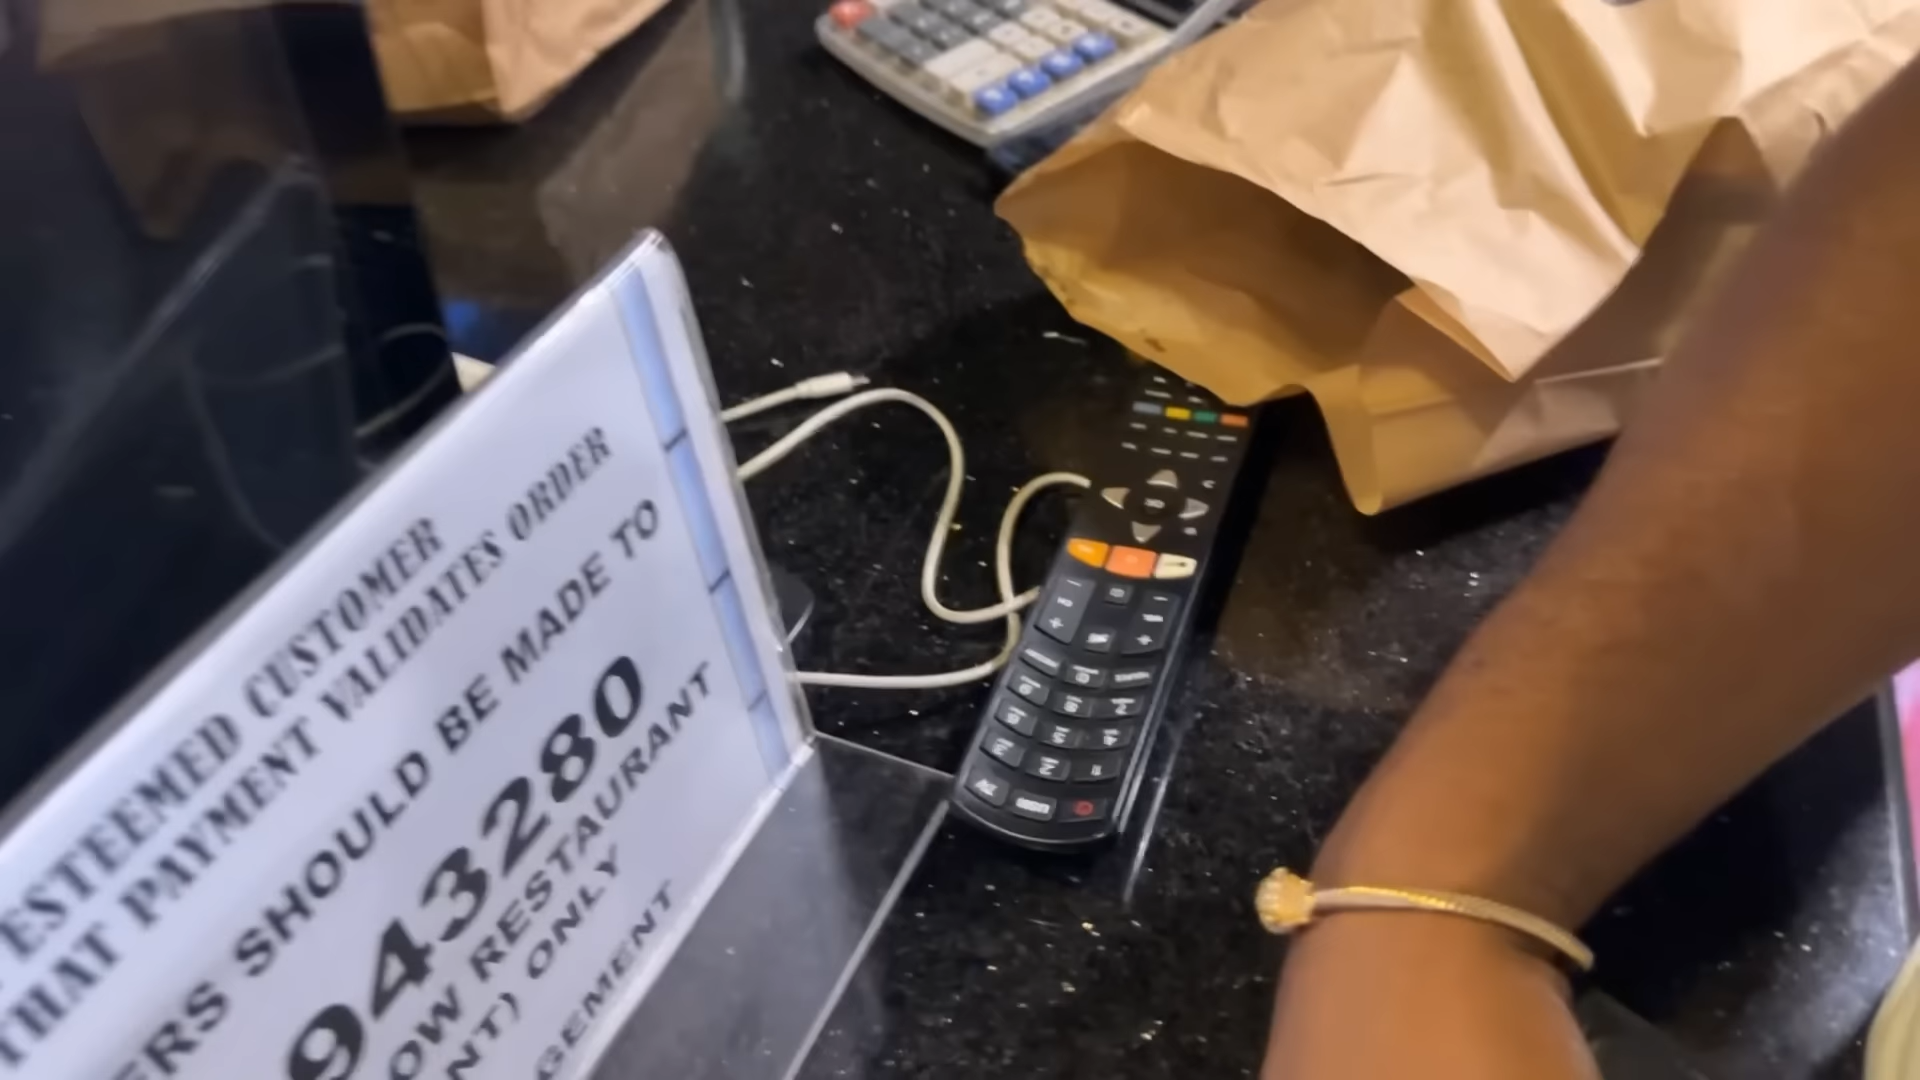 ESTEEMED CUSTOMER
THAT PAYMENT VALIDATES ORDER
ERS SHOULD BE MADE TO
943280
OW RESTAURANT
NT) ONLY
GEMENT